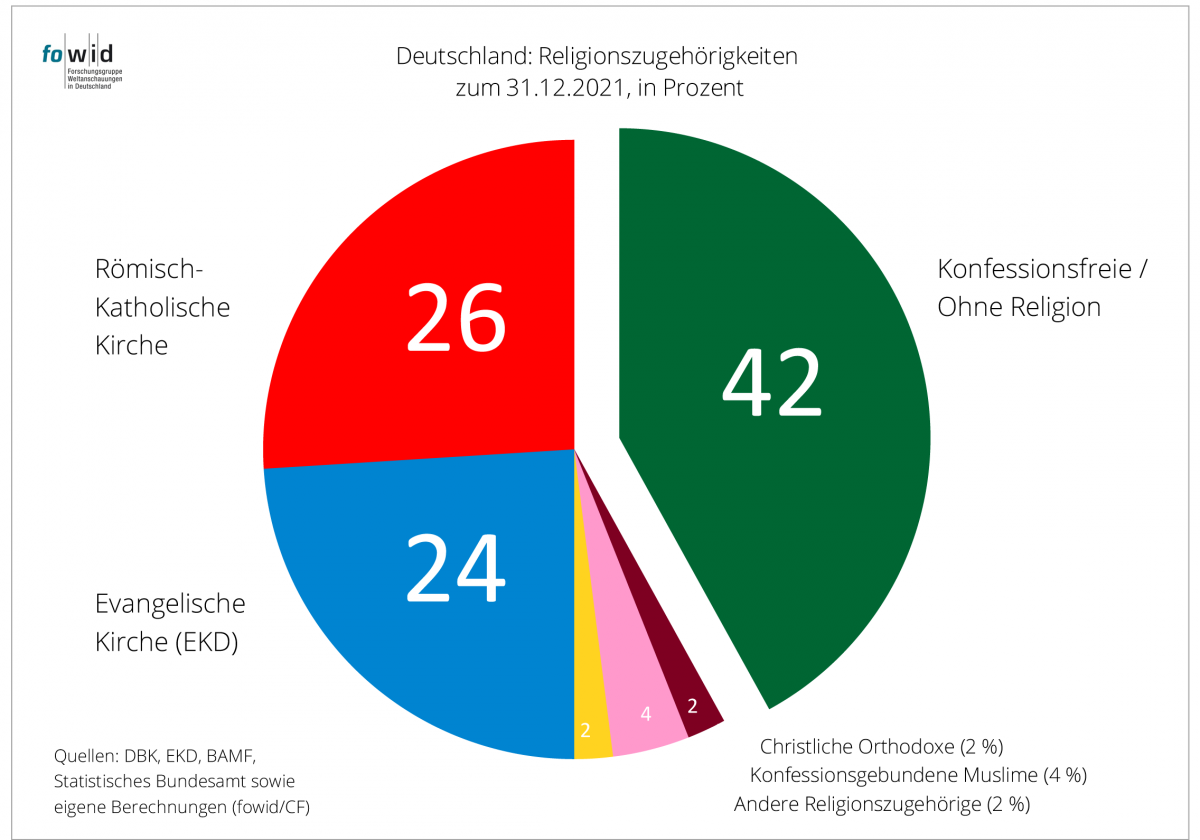 fowid
Forschungsgruppe
Weltanschauungen
in Deutschland
Deutschland: Religionszugehörigkeiten
zum 31.12.2021, in Prozent
Römisch-
Katholische
Kirche
26
42
Konfessionsfreie /
Ohne Religion
Evangelische
Kirche (EKD)
24
2
4
2
Christliche Orthodoxe (2 %)
Konfessionsgebundene Muslime (4 %)
Andere Religionszugehörige (2 %)
Quellen: DBK, EKD, BAMF,
Statistisches Bundesamt sowie
eigene Berechnungen (fowid/CF)